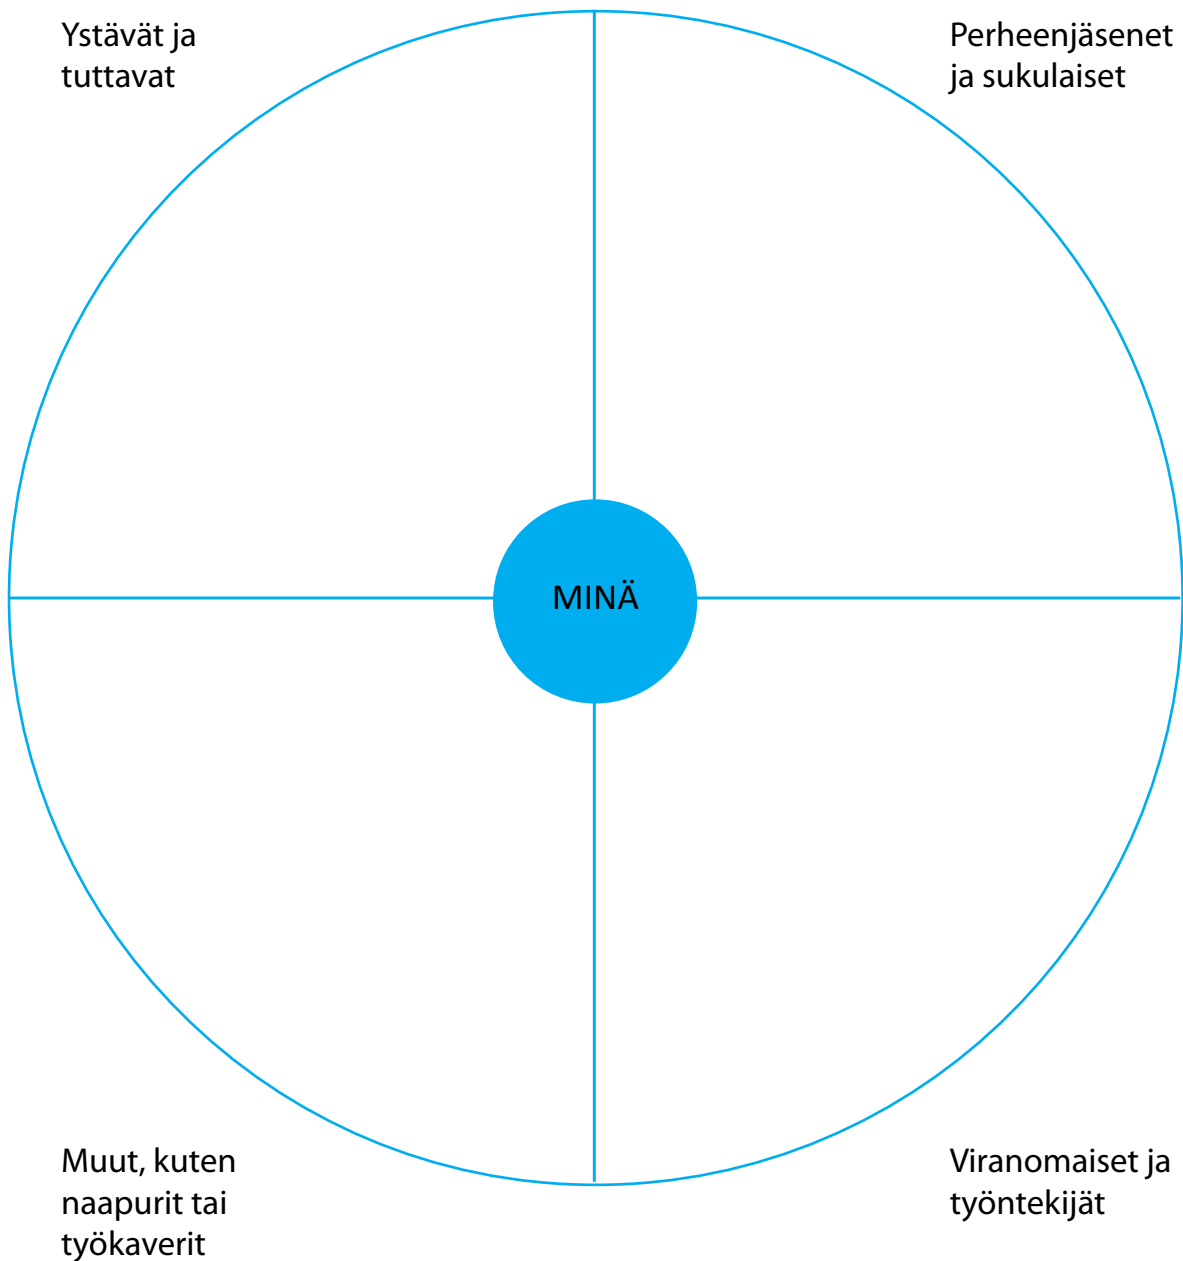 Ystävät ja
tuttavat
Perheenjäsenet
ja sukulaiset
MINÄ
Muut, kuten
naapurit tai
työkaverit
Viranomaiset ja
työntekijät